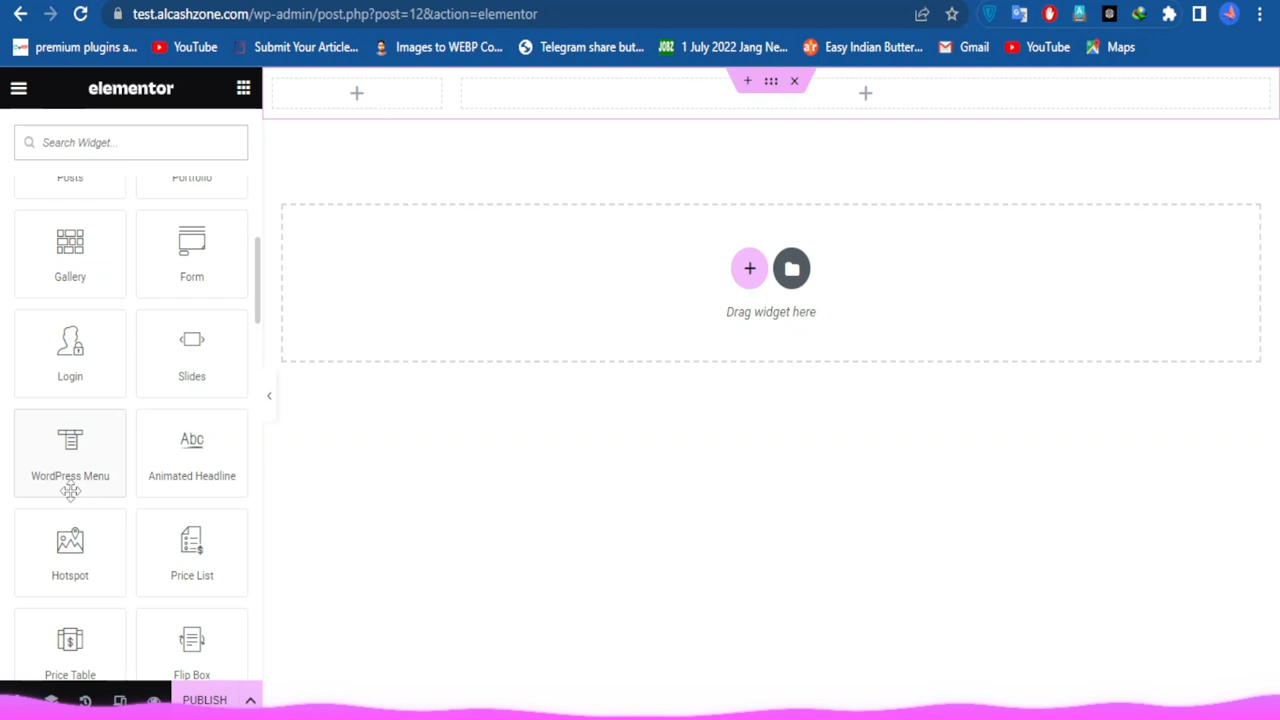 test.alcashzone.com/wp-admin/post.php?post=12&action=elementor
premium plugins a...
YouTube
Submit Your Article...
Images to WEBP Co...
Telegram share but...
JOBZ
1 July 2022 Jang Ne...
ar
Easy Indian Butter...
Gmail
YouTube
Maps
elementor
Search Widget...
Posts
Portfolio
Gallery
Form
Login
Slides
WordPress Menu
Abc
Animated Headline
Hotspot
Price List
Price Table
Flip Box
PUBLISH
Drag widget here